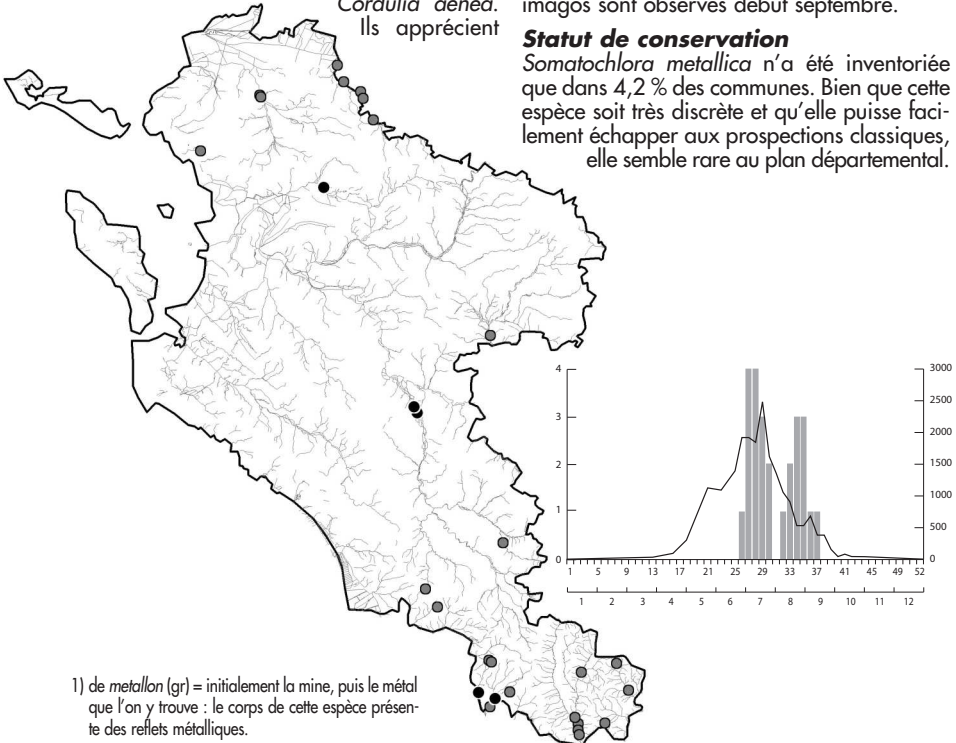 Cordulia aenea.
Ils apprécient
imagos sont observés début septembre.
Statut de conservation
Somatochlora metallica n'a été inventoriée
que dans 4,2 % des communes. Bien que cette
espèce soit très discrète et qu'elle puisse faci-
lement échapper aux prospections classiques,
elle semble rare au plan départemental.
4 3000
2500
3 2000
2 1500
1000
1 500
0 0
1 5 9 13 17 21 25 29 33 37 41 45 49 52
1 2 3 4 5 6 7 8 9 10 11 12
1) de metallon (gr) = initialement la mine, puis le métal
que l'on y trouve : le corps de cette espèce présen-
te des reflets métalliques.